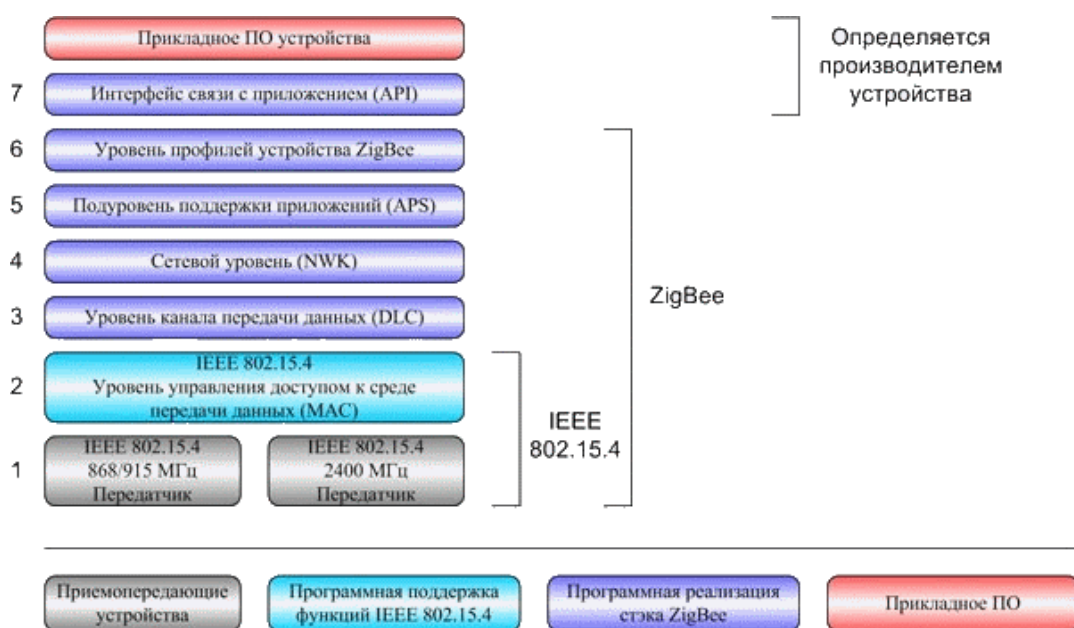 Прикладное ПО устройства
Определяется
производителем
устройства
7
Интерфейс связи с приложением (API)
6
Уровень профилей устройства ZigBee
5
Подуровень поддержки приложений (APS)
4
Сетевой уровень (NWK)
ZigBee
3
Уровень канала передачи данных (DLC)
2
IEEE 802.15.4
Уровень управления доступом к среде
передачи данных (MAC)
IEEE
802.15.4
1
IEEE 802.15.4
868/915 МГц
Передатчик
IEEE 802.15.4
2400 МГц
Передатчик
Приемопередающие
устройства
Программная поддержка
функций IEEE 802.15.4
Программная реализация
стэка ZigBee
Прикладное ПО